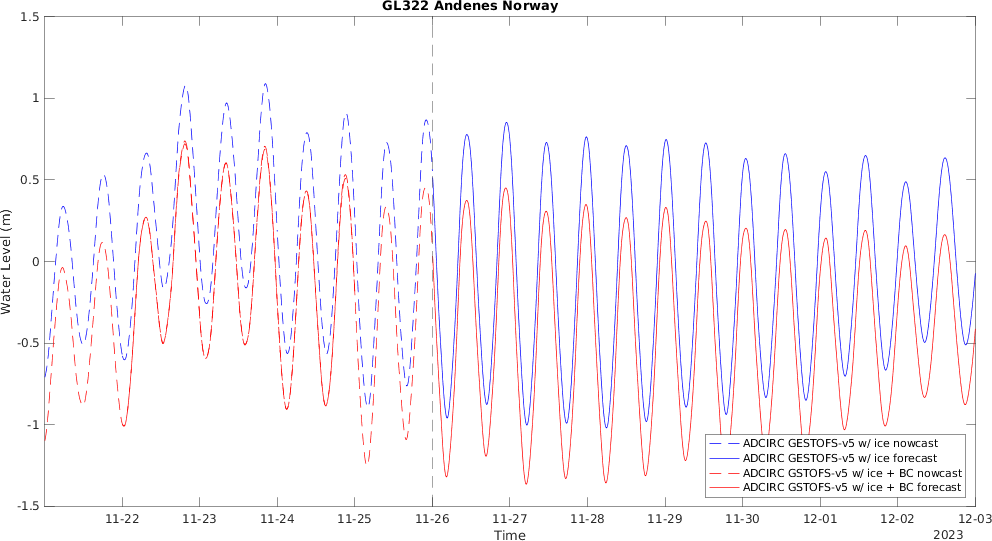 GL322 Andenes Norway
1.5
1
0.5
0
-0.5
-1
-1.5
Water Level (m)
11-22 11-23 11-24 11-25 11-26 11-27 11-28 11-29 11-30 12-01 12-02 12-03
Time
2023
ADCIRC GESTOFS-v5 w/ ice nowcast
ADCIRC GESTOFS-v5 w/ ice forecast
ADCIRC GSTOFS-v5 w/ ice + BC nowcast
ADCIRC GSTOFS-v5 w/ ice + BC forecast